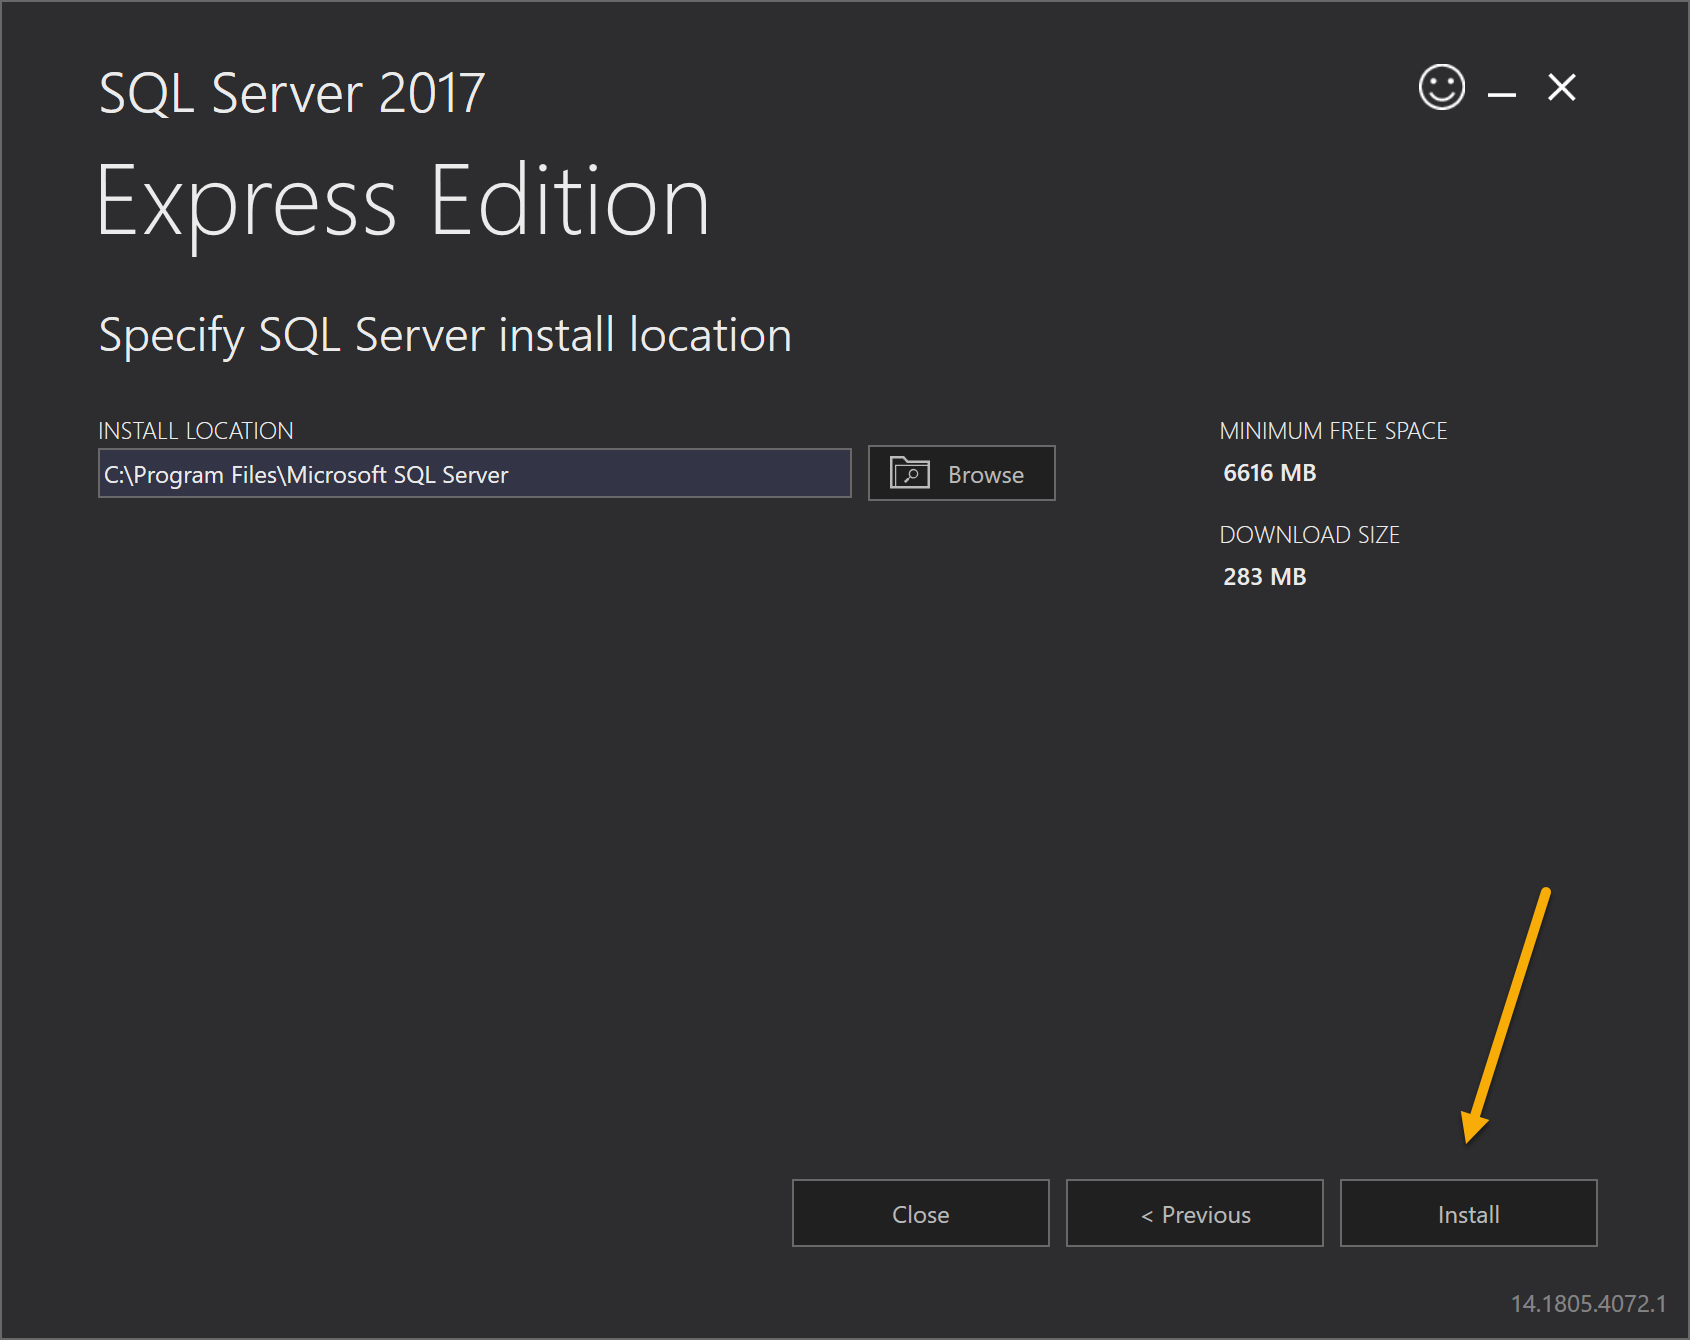 SQL Server 2017
Express Edition
Specify SQL Server install location
INSTALL LOCATION
C:\Program Files\Microsoft SQL Server
Browse
MINIMUM FREE SPACE
6616 MB
DOWNLOAD SIZE
283 MB
Close
< Previous
Install
14.1805.4072.1